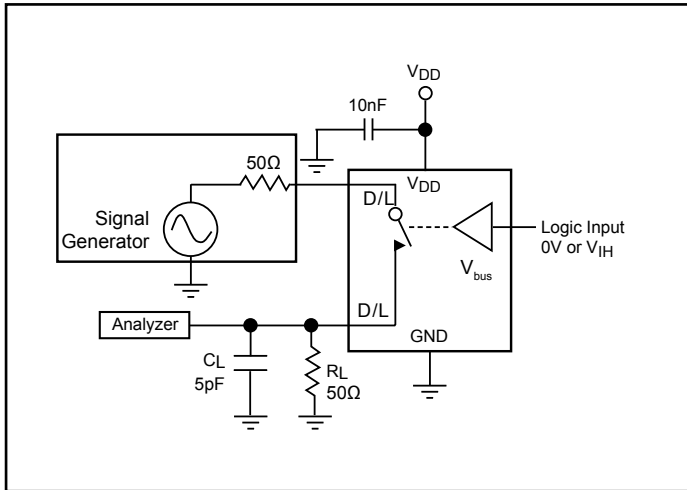 VDD
10nF
50Ω
VDD
D/L
Signal
Generator
Logic Input
0V or VIH
Vbus
D/L
Analyzer
GND
CL
5pF
RL
50Ω